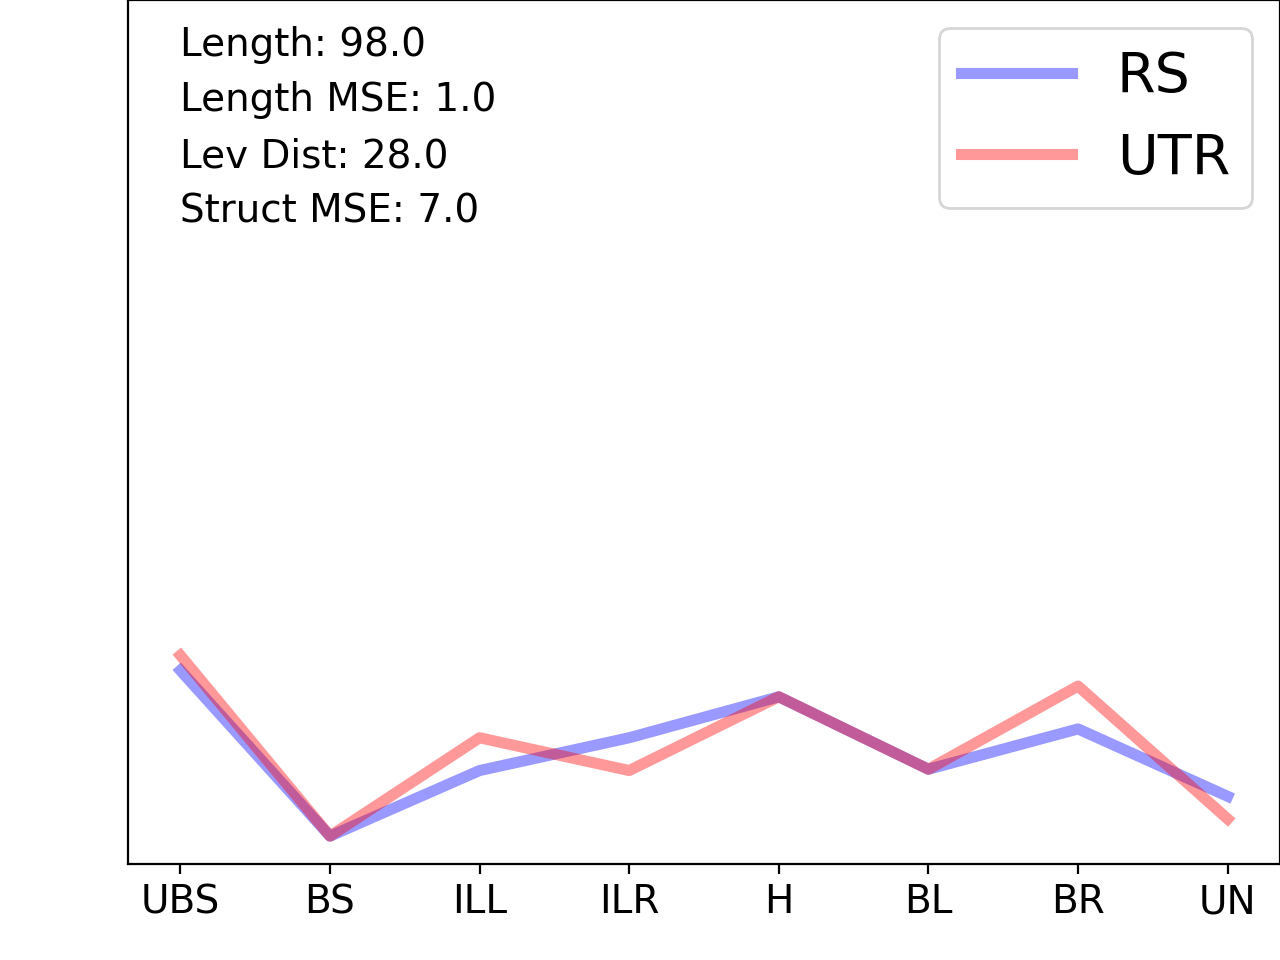 Length: 98.0
Length MSE: 1.0
Lev Dist: 28.0
Struct MSE: 7.0
RS
UTR
UBS BS ILL ILR H BL BR UN